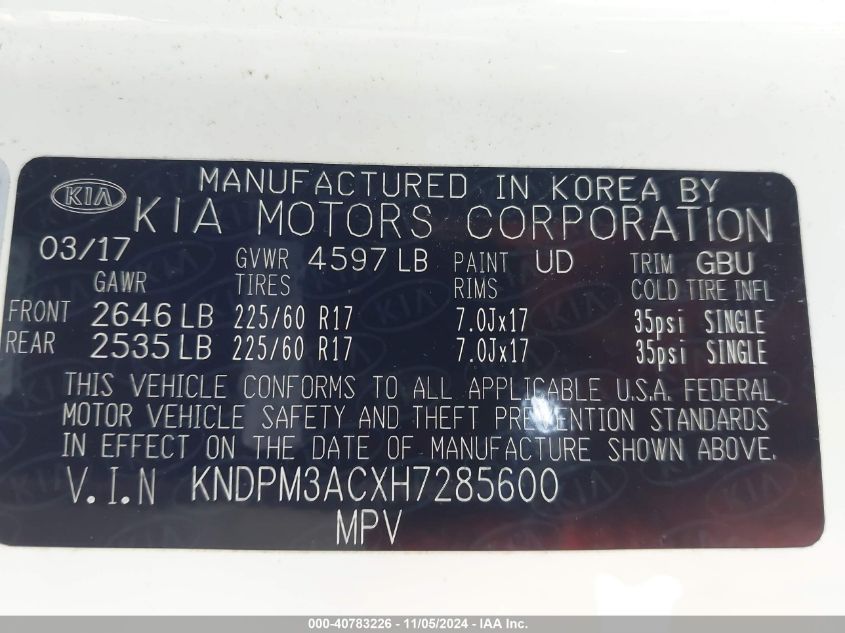 KIA MANUFACTURED IN KOREA BY
KIA MOTORS CORPORATION
03/17 GVWR 4597 LB PAINT UD TRIM GBU
GAWR TIRES RIMS COLD TIRE INFL
FRONT 2646 LB 225/60 R17 7.0Jx17 35psi SINGLE
REAR 2535 LB 225/60 R17 7.0Jx17 35psi SINGLE
THIS VEHICLE CONFORMS TO ALL APPLICABLE U.S.A. FEDERAL
MOTOR VEHICLE SAFETY AND THEFT PREVENTION STANDARDS
IN EFFECT ON THE DATE OF MANUFACTURE SHOWN ABOVE.
V.I.N KNDPM3ACXH7285600
MPV
000-40783226 - 11/05/2024 - IAA Inc.